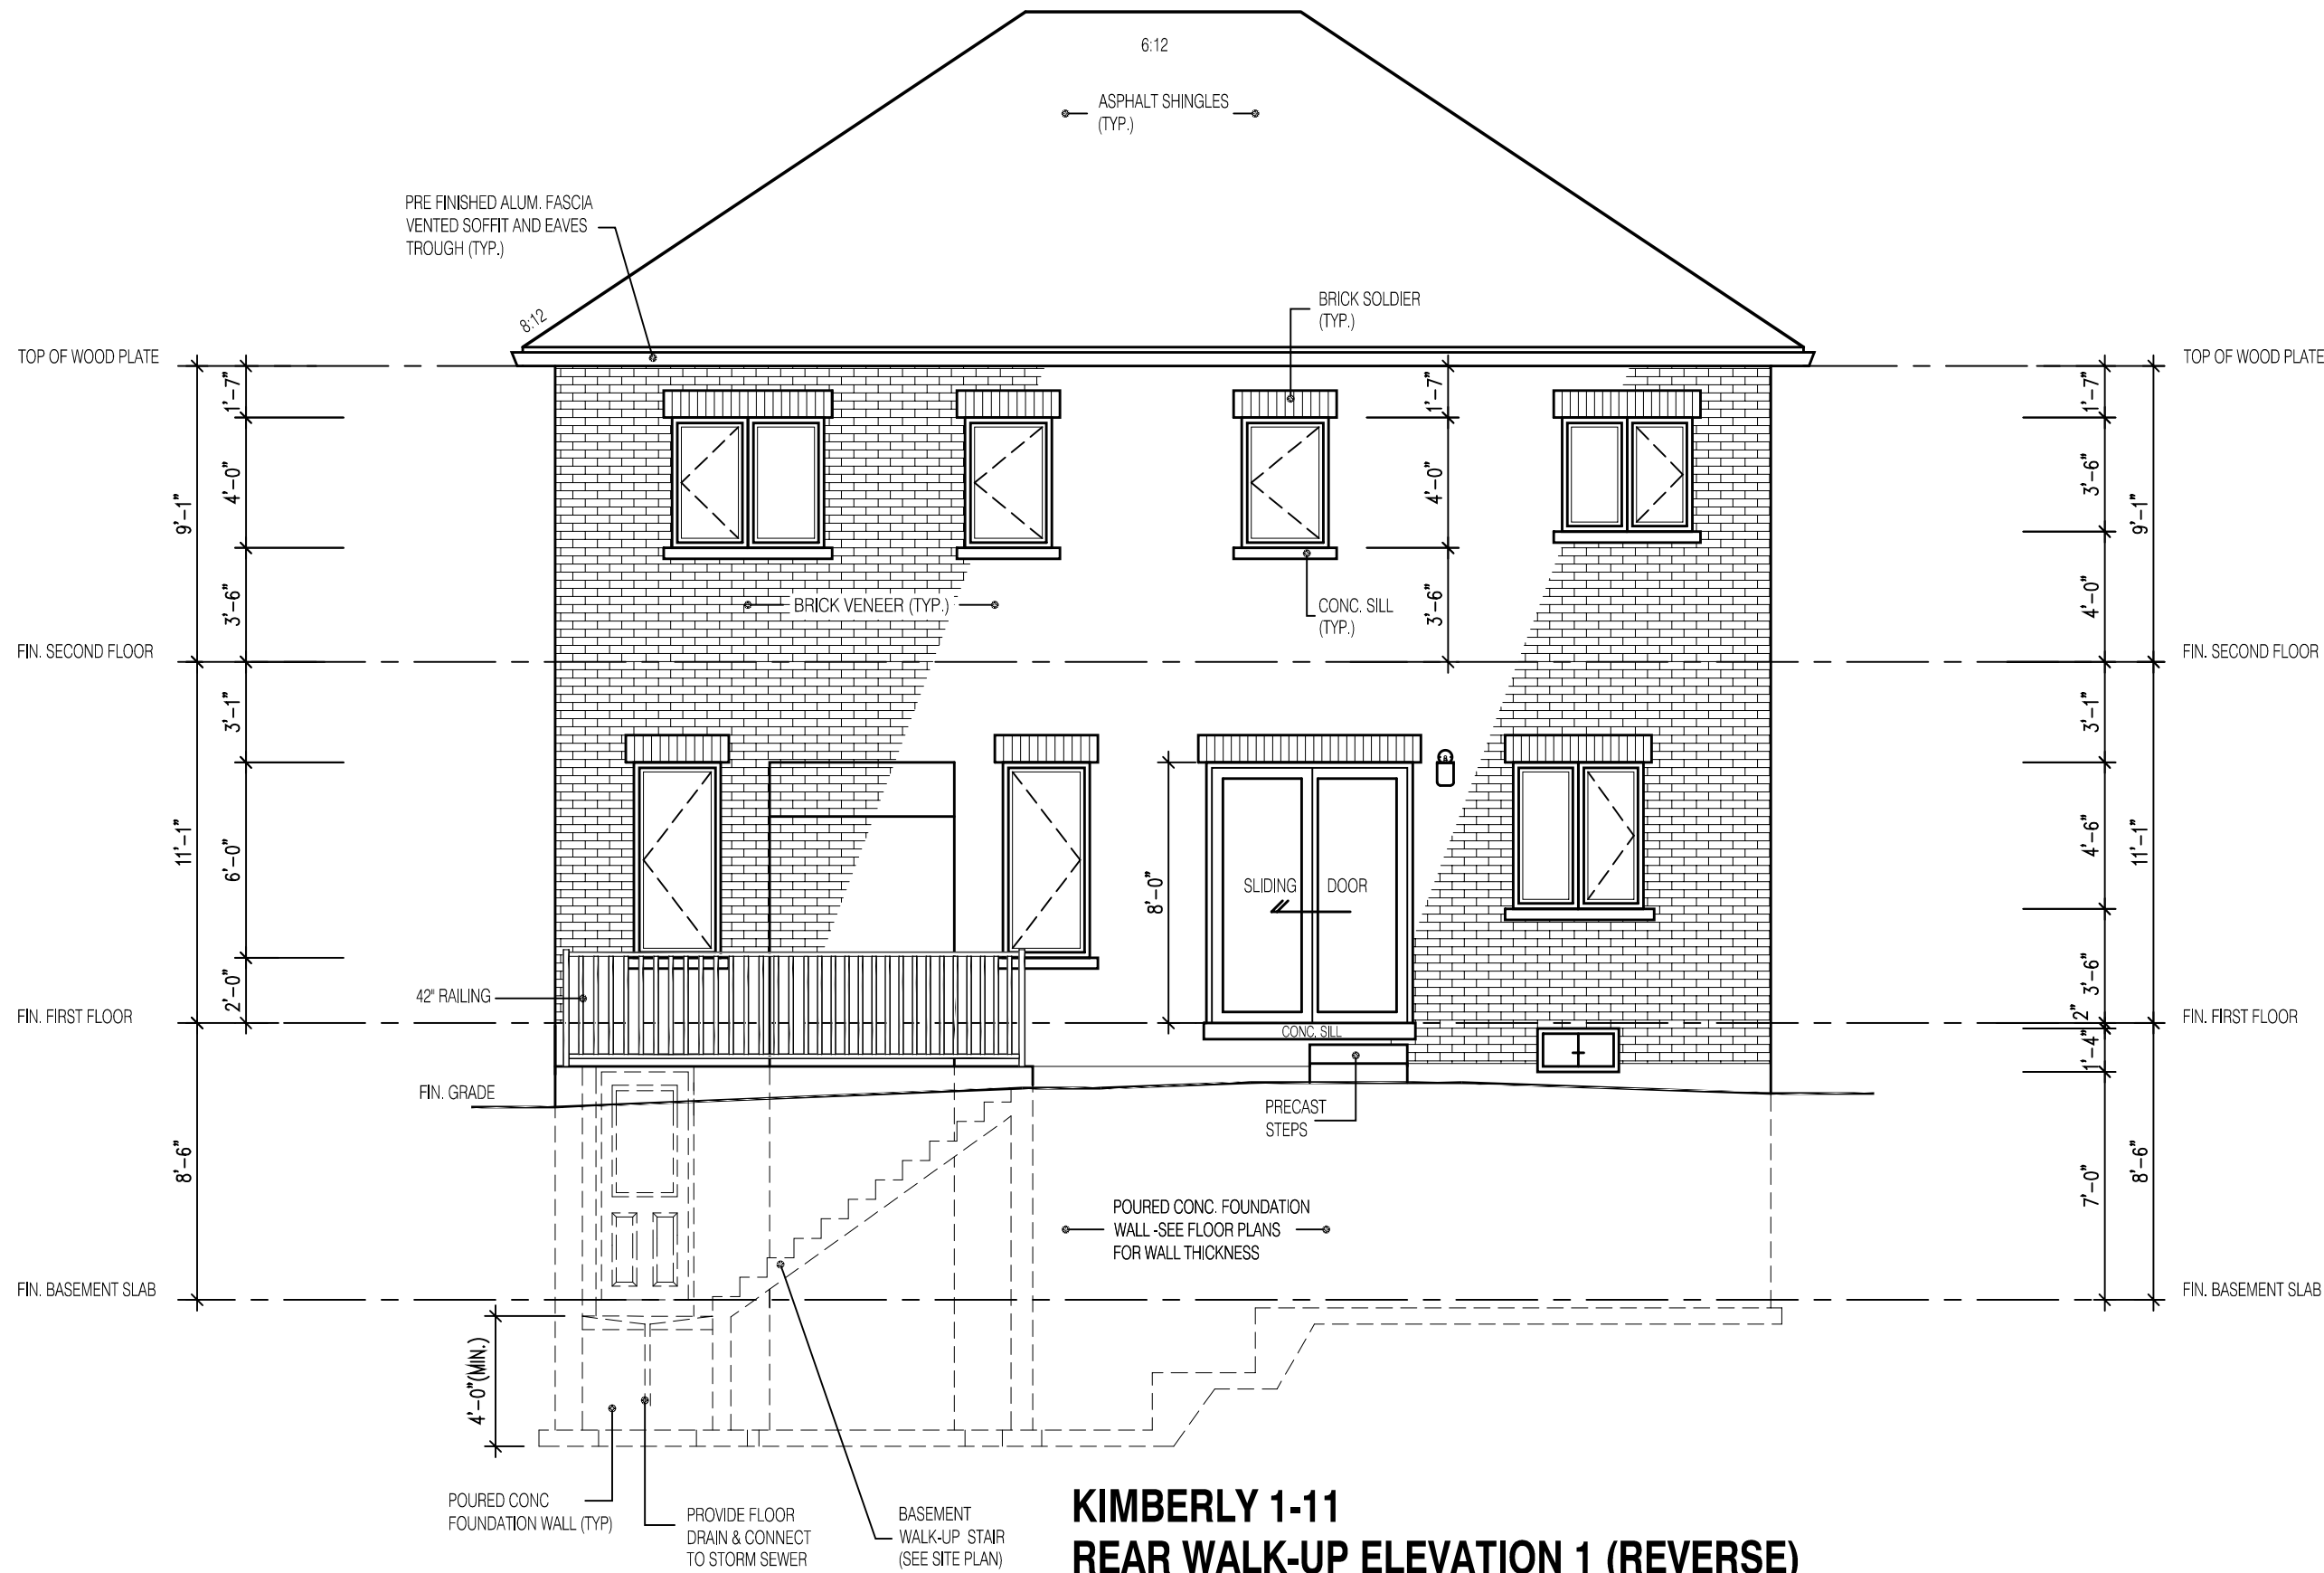 6:12
ASPHALT SHINGLES
(TYP.)
PRE FINISHED ALUM. FASCIA
VENTED SOFFIT AND EAVES
TROUGH (TYP.)
8:12
BRICK SOLDIER
(TYP.)
TOP OF WOOD PLATE
TOP OF WOOD PLATE
1'-7"
1'-7"
1'-7"
4'-0"
4'-0"
3'-6"
9'-1"
9'-1"
3'-6"
3'-6"
4'-0"
BRICK VENEER (TYP.)
CONC. SILL
(TYP.)
FIN. SECOND FLOOR
FIN. SECOND FLOOR
3'-1"
3'-1"
11'-1"
6'-0"
8'-0"
SLIDING DOOR
4'-6"
11'-1"
2'-0"
3'-6"
42" RAILING
FIN. FIRST FLOOR
2"
FIN. FIRST FLOOR
CONC. SILL
1'-4"
FIN. GRADE
PRECAST
STEPS
8'-6"
7'-0"
8'-6"
POURED CONC. FOUNDATION
WALL -SEE FLOOR PLANS
FOR WALL THICKNESS
FIN. BASEMENT SLAB
FIN. BASEMENT SLAB
4'-0"(MIN.)
POURED CONC
FOUNDATION WALL (TYP)
PROVIDE FLOOR
DRAIN & CONNECT
TO STORM SEWER
BASEMENT
WALK-UP STAIR
(SEE SITE PLAN)
KIMBERLY 1-11
REAR WALK-UP ELEVATION 1 (REVERSE)